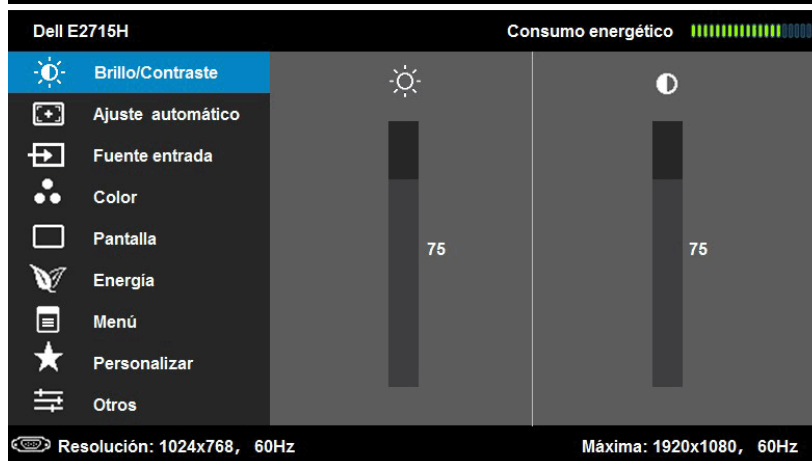 Dell E2715H Consumo energético
Brillo/Contraste
Ajuste automático
Fuente entrada
Color
Pantalla
75 75
Energía
Menú
Personalizar
Otros
Resolución: 1024x768, 60Hz Máxima: 1920x1080, 60Hz